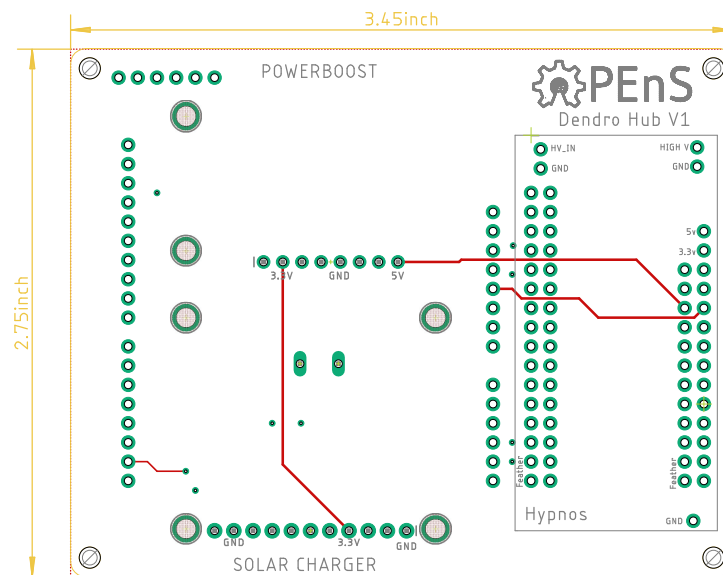 3.45inch
POWERBOOST
PEnS
Dendro Hub V1
HV_IN
HIGH V
GND
GND
5v
3.3v
3.3V
GND
5V
2.75inch
Feather
Feather
Hypnos
GND
GND
3.3V
GND
SOLAR CHARGER